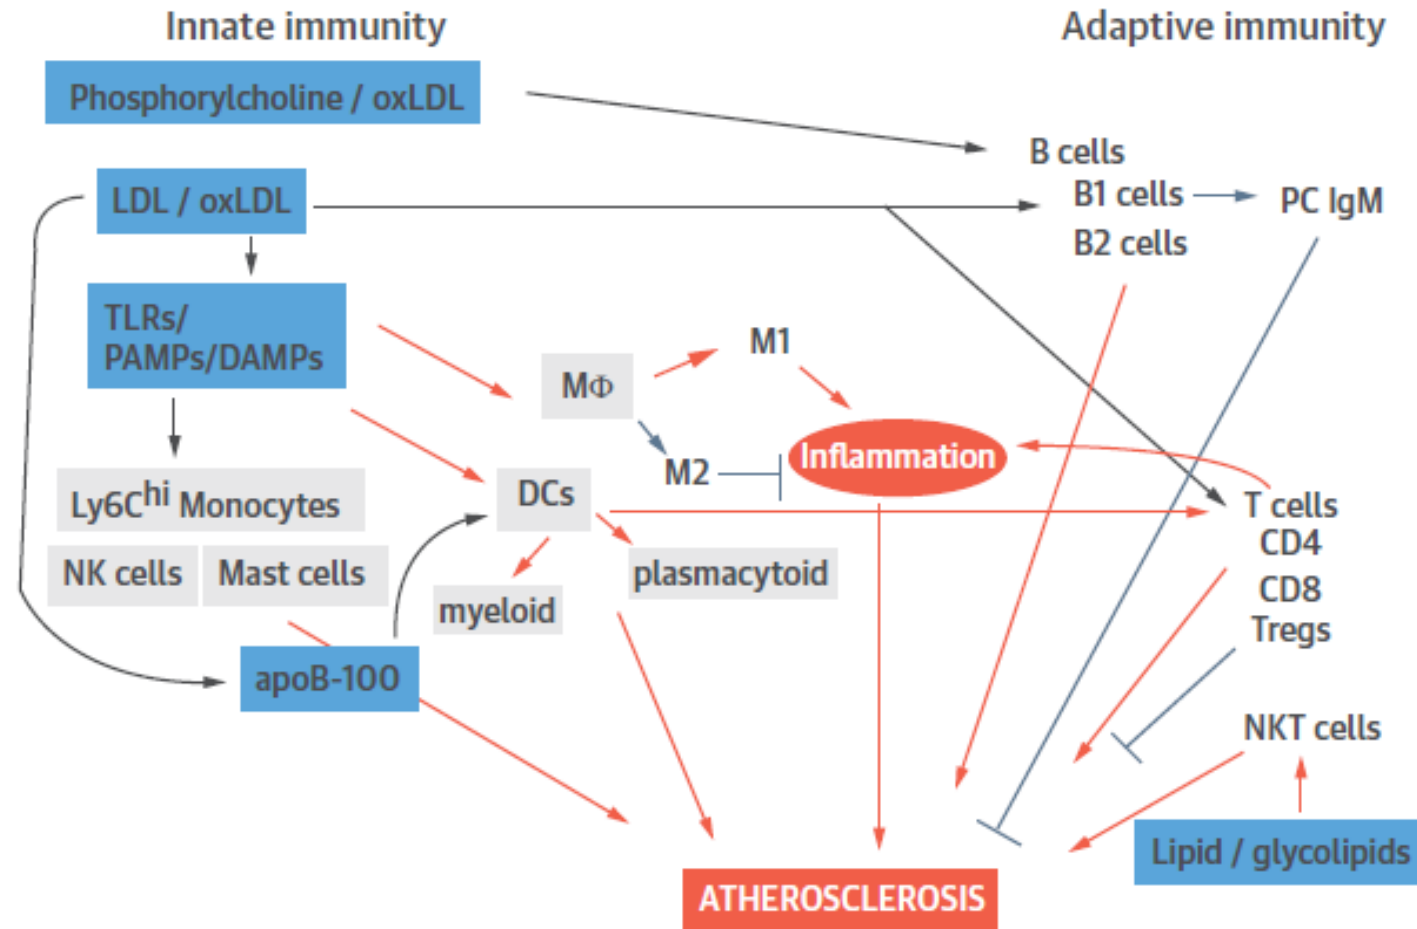 Innate immunity
Adaptive immunity
Phosphorylcholine / oxLDL
B cells
LDL / oxLDL
B1 cells
PC IgM
B2 cells
TLRs/
PAMPs/DAMPs
M1
MΦ
Inflammation
M2
DCs
Ly6Chi Monocytes
T cells
CD4
NK cells
Mast cells
plasmacytoid
CD8
myeloid
Tregs
apoB-100
NKT cells
Lipid / glycolipids
ATHEROSCLEROSIS